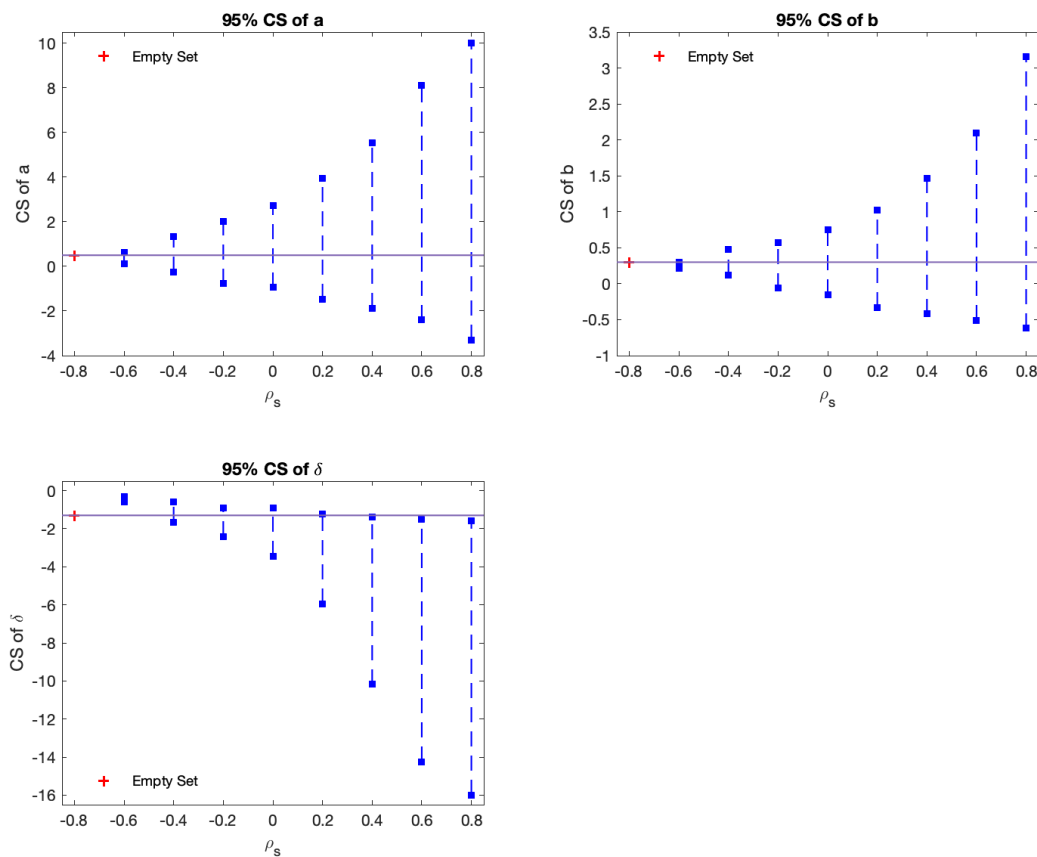 95% CS of a
Empty Set
CS of a
10
8
6
4
2
0
-2
-4
-0.8 -0.6 -0.4 -0.2 0 0.2 0.4 0.6 0.8
ρs
95% CS of b
Empty Set
CS of b
3.5
3
2.5
2
1.5
1
0.5
0
-0.5
-1
-0.8 -0.6 -0.4 -0.2 0 0.2 0.4 0.6 0.8
ρs
95% CS of δ
CS of δ
0
-2
-4
-6
-8
-10
-12
-14
-16
Empty Set
-0.8 -0.6 -0.4 -0.2 0 0.2 0.4 0.6 0.8
ρs